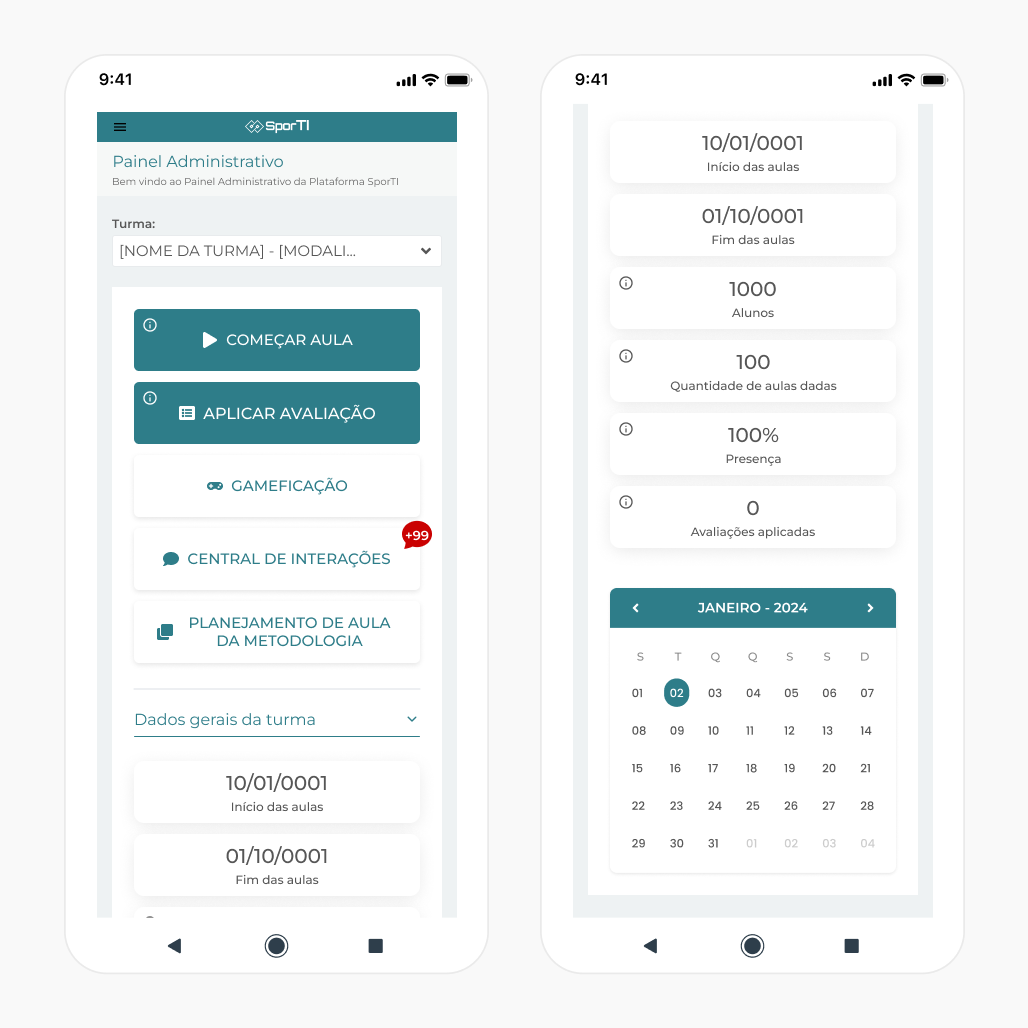 9:41
SporTI
Painel Administrativo
Bem vindo ao Painel Administrativo da Plataforma SporTI
Turma:
[NOME DA TURMA] - [MODALI...
COMEÇAR AULA
APLICAR AVALIAÇÃO
GAMEFICAÇÃO
+99
CENTRAL DE INTERAÇÕES
PLANEJAMENTO DE AULA
DA METODOLOGIA
Dados gerais da turma
10/01/0001
Início das aulas
01/10/0001
Fim das aulas
9:41
10/01/0001
Início das aulas
01/10/0001
Fim das aulas
1000
Alunos
100
Quantidade de aulas dadas
100%
Presença
0
Avaliações aplicadas
JANEIRO - 2024
S T Q Q S S D
01 02 03 04 05 06 07
08 09 10 11 12 13 14
15 16 17 18 19 20 21
22 23 24 25 26 27 28
29 30 31 01 02 03 04